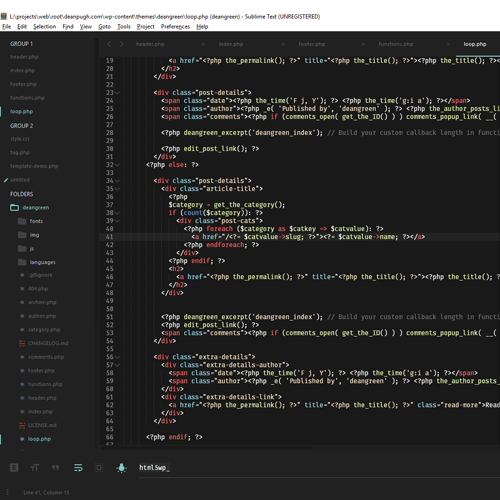 L:\projects\web\root\deanpugh.com\wp-content\themes\deangreen\loop.php (deangreen) - Sublime Text (UNREGISTERED)
File Edit Selection Find View Goto Tools Project Preferences Help
GROUP 1
header.php
index.php
footer.php
functions.php
loop.php
GROUP 2
style.css
tag.php
template-demo.php
untitled
FOLDERS
deangreen
fonts
img
js
languages
.gitignore
404.php
archive.php
author.php
category.php
CHANGELOG.md
comments.php
footer.php
functions.php
header.php
index.php
LICENSE.md
loop.php
header.php index.php footer.php functions.php loop.php
19 <a href="<?php the_permalink(); ?>" title="<?php the_title(); ?>"><?php the_title(); ?><
20 </h2>
21 </div>
22
23 <div class="post-details">
24 <span class="date"><?php the_time('F j, Y'); ?> <?php the_time('g:i a'); ?></span>
25 <span class="author"><?php _e( 'Published by', 'deangreen' ); ?> <?php the_author_posts_li
26 <span class="comments"><?php if (comments_open( get_the_ID() ) ) comments_popup_link( __(
27
28 <?php deangreen_excerpt('deangreen_index'); // Build your custom callback length in functi
29
30 <?php edit_post_link(); ?>
31 </div>
32 <?php else: ?>
33
34 <div class="post-details">
35 <div class="article-title">
36 <?php
37 $category = get_the_category();
38 if (count($category)): ?>
39 <div class="post-cats">
40 <?php foreach ($category as $catkey => $catvalue): ?>
41 <a href="/<?= $catvalue->slug; ?>"><?= $catvalue->name; ?></a>
42 <?php endforeach; ?>
43 </div>
44 <?php endif; ?>
45 <h2>
46 <a href="<?php the_permalink(); ?>" title="<?php the_title(); ?>"><?php the_title(); ?
47 </h2>
48 </div>
49
50
51 <?php deangreen_excerpt('deangreen_index'); // Build your custom callback length in functi
52 <?php edit_post_link(); ?>
53 <span class="comments"><?php if (comments_open( get_the_ID() ) ) comments_popup_link( __(
54 </div>
55
56 <div class="extra-details">
57 <div class="extra-details-author">
58 <span class="date"><?php the_time('F j, Y'); ?> <?php the_time('g:i a'); ?></span>
59 <span class="author"><?php _e( 'Published by', 'deangreen' ); ?> <?php the_author_posts_
60 </div>
61 <div class="extra-details-link">
62 <a href="<?php the_permalink(); ?>" title="<?php the_title(); ?>" class="read-more">Read
63 </div>
64 </div>
65
66 <?php endif; ?>
html5wp_
Line 41, Column 15